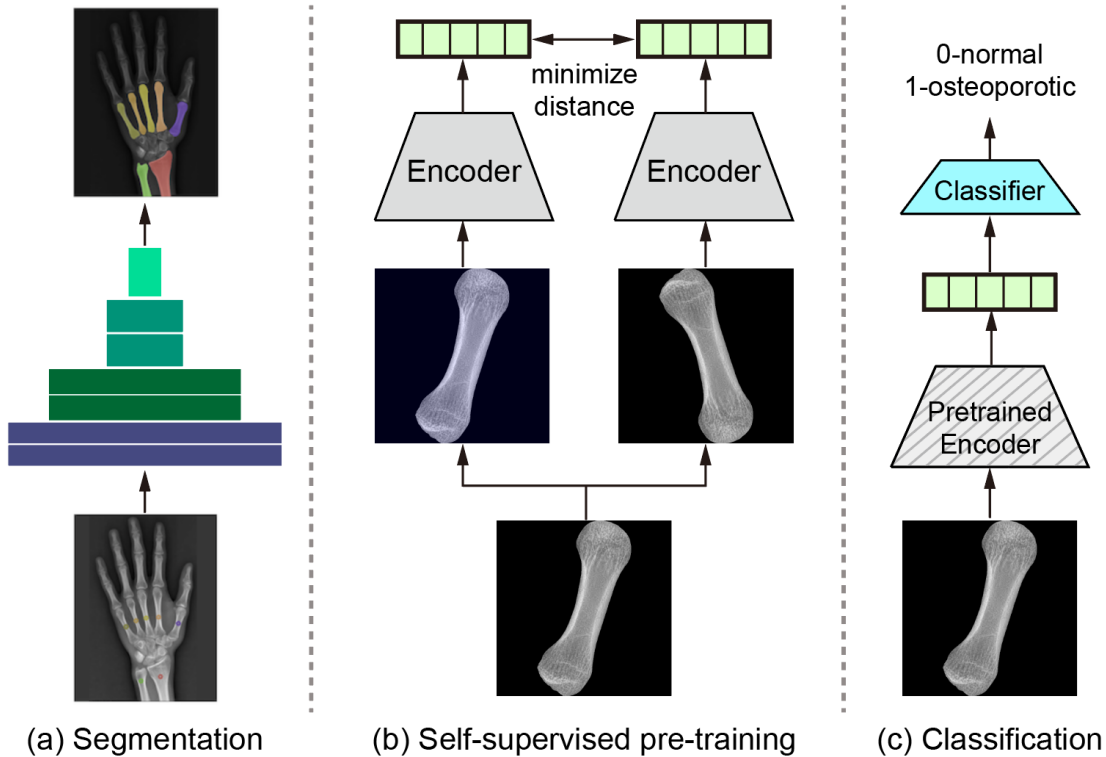 minimize
distance
Encoder
Encoder
0-normal
1-osteoporotic
Classifier
Pretrained
Encoder
(a) Segmentation
(b) Self-supervised pre-training
(c) Classification